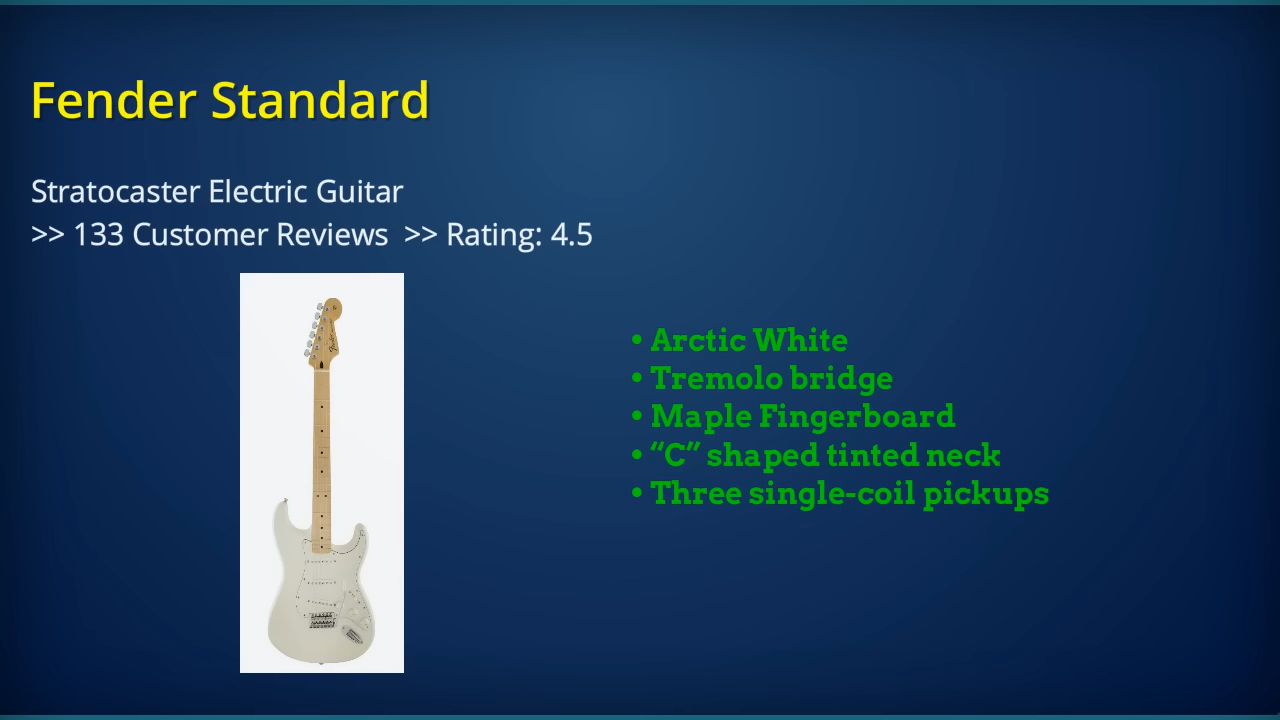 Fender Standard
Stratocaster Electric Guitar
>> 133 Customer Reviews >> Rating: 4.5
Fender
• Arctic White
• Tremolo bridge
• Maple Fingerboard
• “C” shaped tinted neck
• Three single-coil pickups